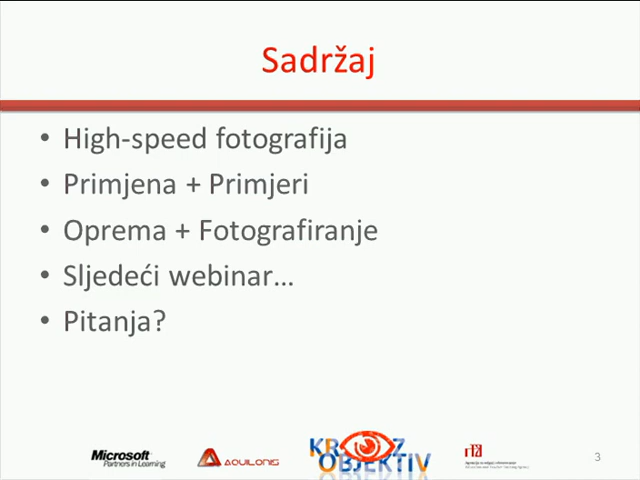 Sadržaj
• High-speed fotografija
• Primjena + Primjeri
• Oprema + Fotografiranje
• Sljedeći webinar…
• Pitanja?
Microsoft
Partners in Learning
AQUILONIS
KROZ
OBJEKTIV
3